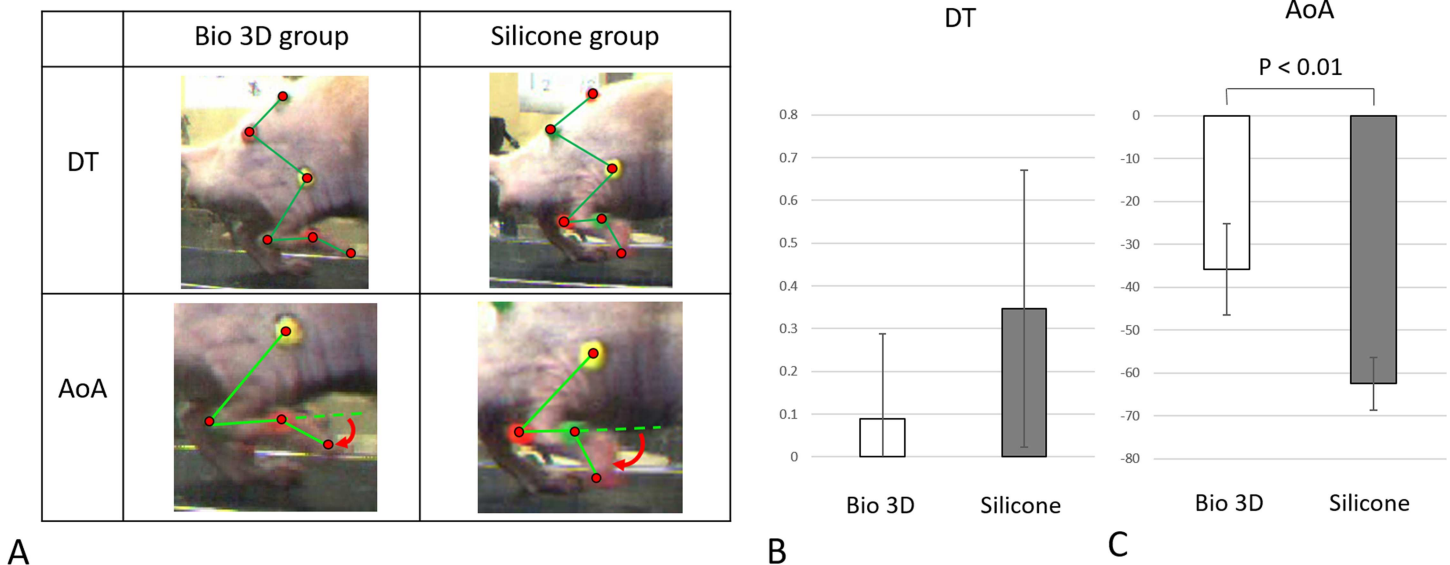 Bio 3D group
Silicone group
DT
AoA
A
DT
0.8
0.7
0.6
0.5
0.4
0.3
0.2
0.1
0
Bio 3D
Silicone
B
AoA
P < 0.01
0
-10
-20
-30
-40
-50
-60
-70
-80
Bio 3D
Silicone
C